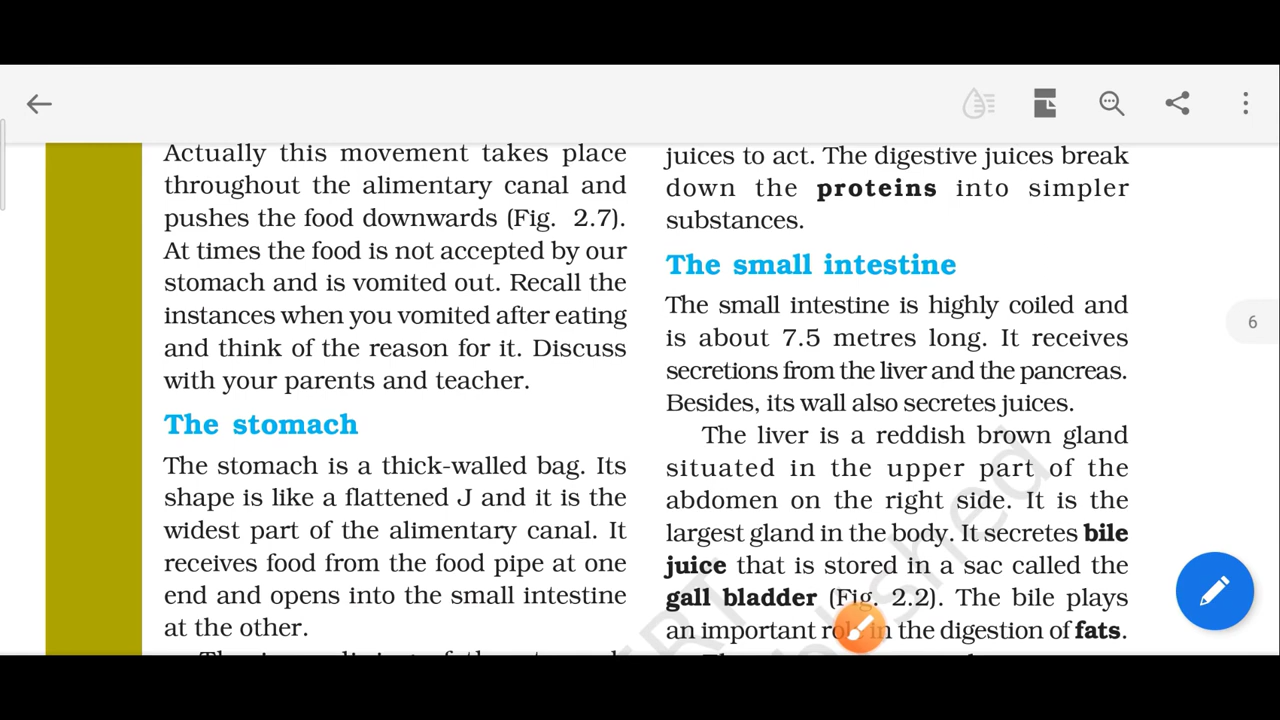 Actually this movement takes place
throughout the alimentary canal and
pushes the food downwards (Fig. 2.7).
At times the food is not accepted by our
stomach and is vomited out. Recall the
instances when you vomited after eating
and think of the reason for it. Discuss
with your parents and teacher.
The stomach
The stomach is a thick-walled bag. Its
shape is like a flattened J and it is the
widest part of the alimentary canal. It
receives food from the food pipe at one
end and opens into the small intestine
at the other.
juices to act. The digestive juices break
down the proteins into simpler
substances.
The small intestine
The small intestine is highly coiled and
is about 7.5 metres long. It receives
secretions from the liver and the pancreas.
Besides, its wall also secretes juices.
The liver is a reddish brown gland
situated in the upper part of the
abdomen on the right side. It is the
largest gland in the body. It secretes bile
juice that is stored in a sac called the
gall bladder (Fig. 2.2). The bile plays
an important role in the digestion of fats.
6